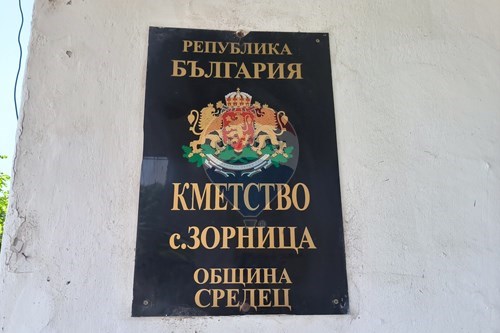 РЕПУБЛИКА
БЪЛГАРИЯ
КМЕТСТВО
с.ЗОРНИЦА
ОБЩИНА
СРЕДЕЦ